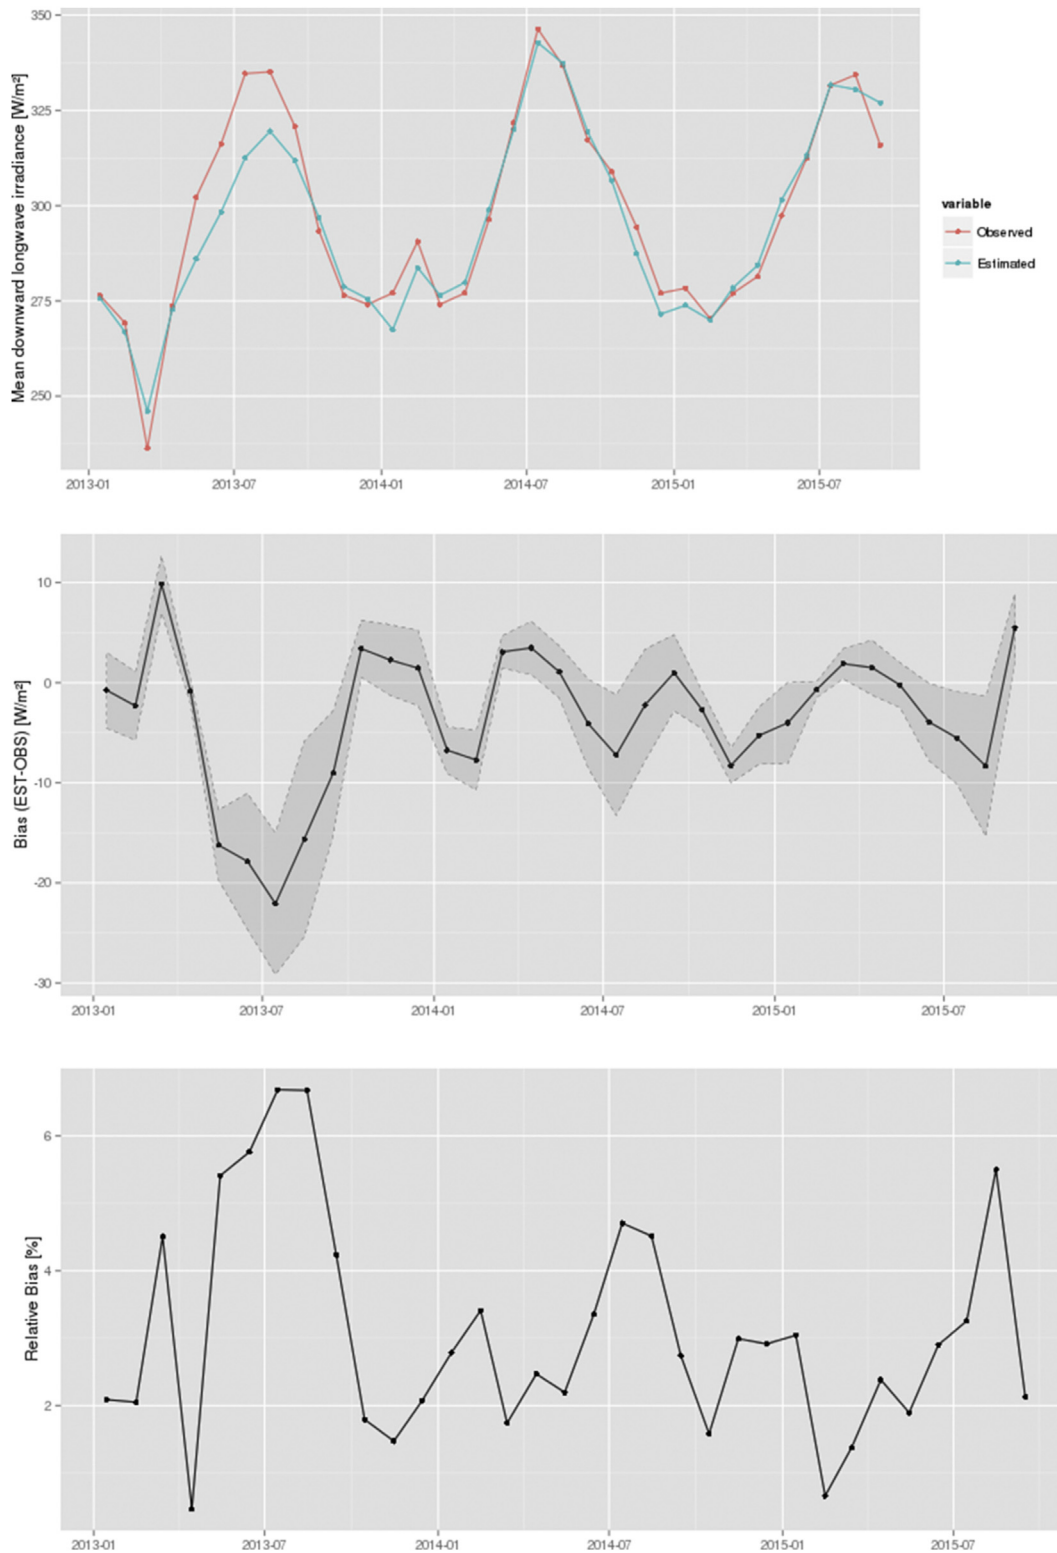 Mean downward longwave irradiance [W/m²]
350
325
300
275
250
2013-01 2013-07 2014-01 2014-07 2015-01 2015-07
variable
Observed
Estimated
Bias (EST-OBS) [W/m²]
10
0
-10
-20
-30
2013-01 2013-07 2014-01 2014-07 2015-01 2015-07
Relative Bias [%]
6
4
2
2013-01 2013-07 2014-01 2014-07 2015-01 2015-07